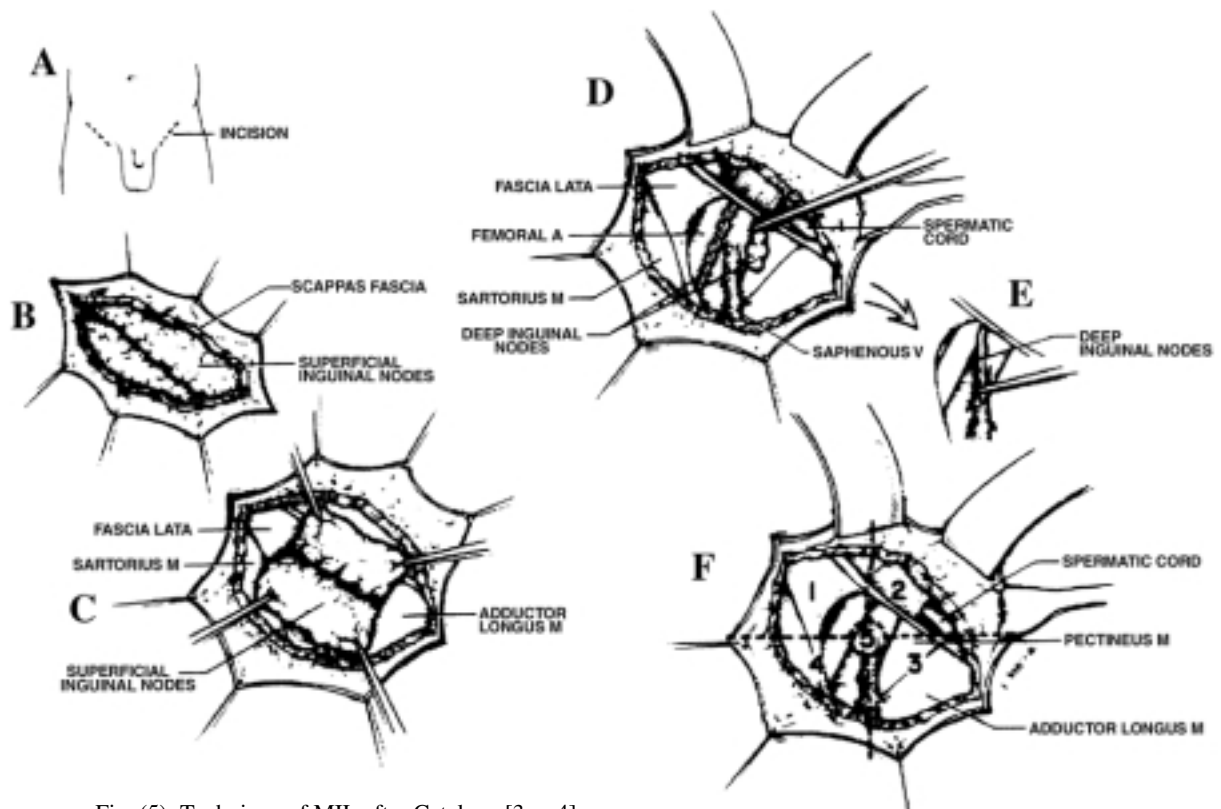 A
INCISION
B
SCAPPAS FASCIA
SUPERFICIAL
INGUINAL NODES
C
FASCIA LATA
SARTORIUS M
SUPERFICIAL
INGUINAL NODES
ADDUCTOR
LONGUS M
D
FASCIA LATA
FEMORAL A
SARTORIUS M
DEEP INGUINAL
NODES
SPERMATIC
CORD
SAPHENOUS V
E
DEEP
INGUINAL NODES
F
1
2
3
4
5
SPERMATIC CORD
PECTINEUS M
ADDUCTOR LONGUS M
Fig. (5). Technique of MIL after Catalona